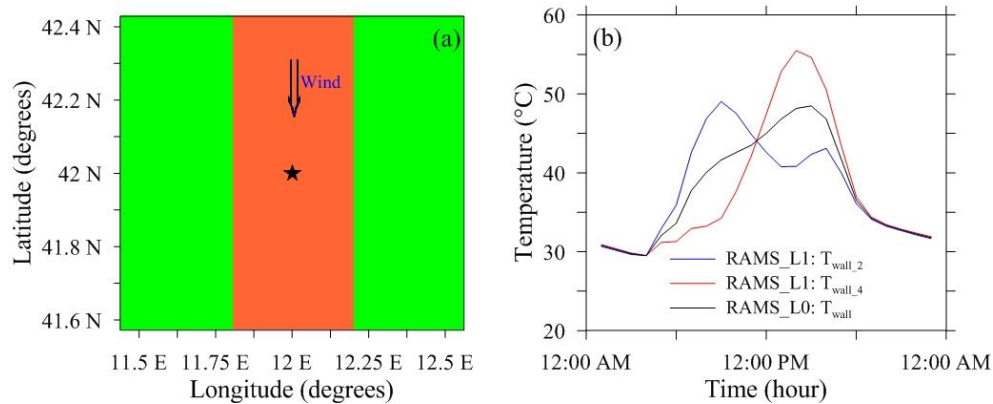 (a)
Wind
42.4 N
42.2 N
42 N
41.8 N
41.6 N
Latitude (degrees)
11.5 E 11.75 E 12 E 12.25 E 12.5 E
Longitude (degrees)
(b)
60
50
40
30
20
Temperature (°C)
RAMS_L1: Twall_2
RAMS_L1: Twall_4
RAMS_L0: Twall
12:00 AM 12:00 PM 12:00 AM
Time (hour)